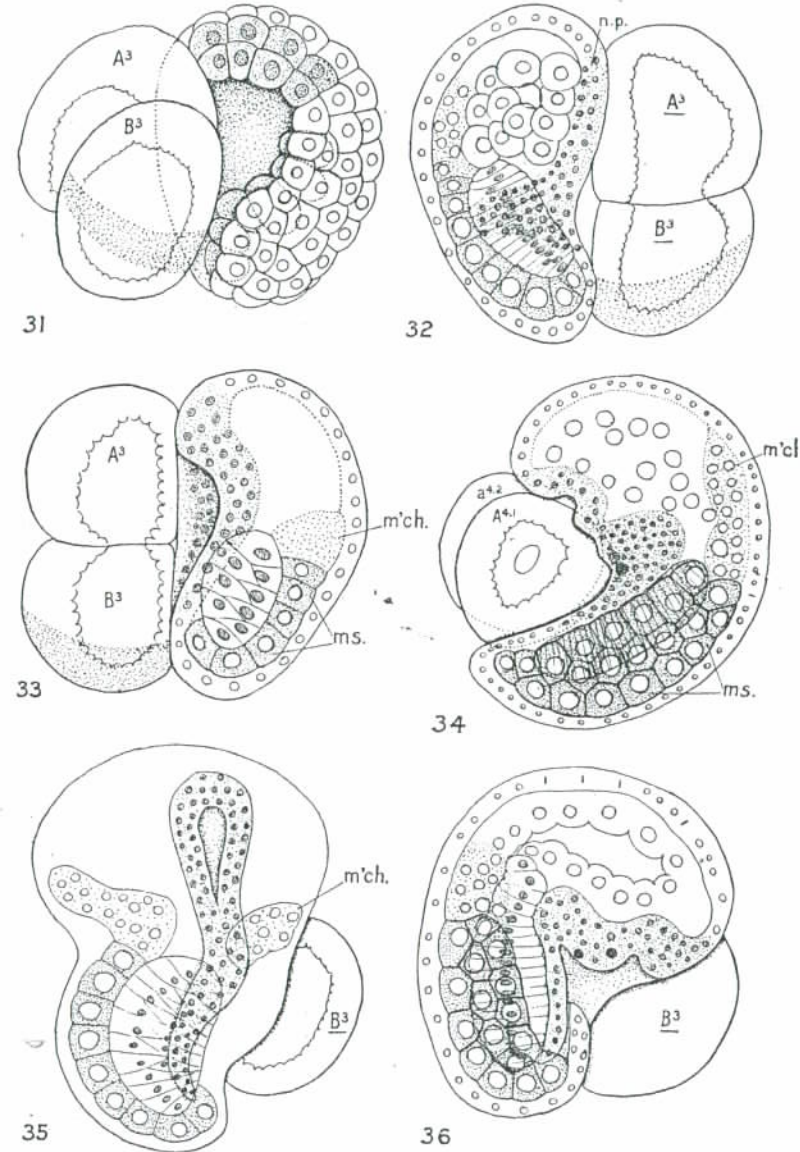 A³
B³
31
n.p.
A³
B³
32
A³
B³
m'ch.
ms.
33
a⁴·²
A⁴·¹
m'ch
ms.
34
m'ch.
B³
35
B³
36